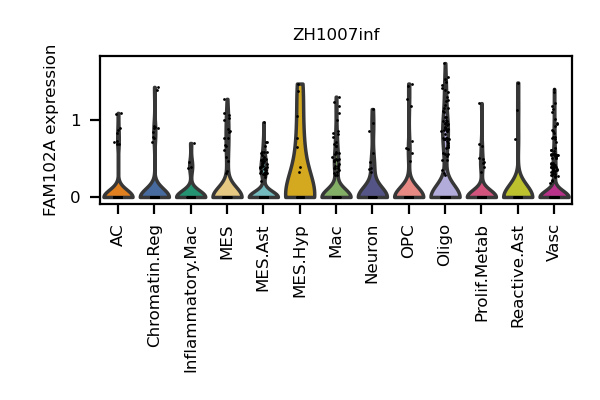 ZH1007inf
FAM102A expression
1
0
AC
Chromatin.Reg
Inflammatory.Mac
MES
MES.Ast
MES.Hyp
Mac
Neuron
OPC
Oligo
Prolif.Metab
Reactive.Ast
Vasc